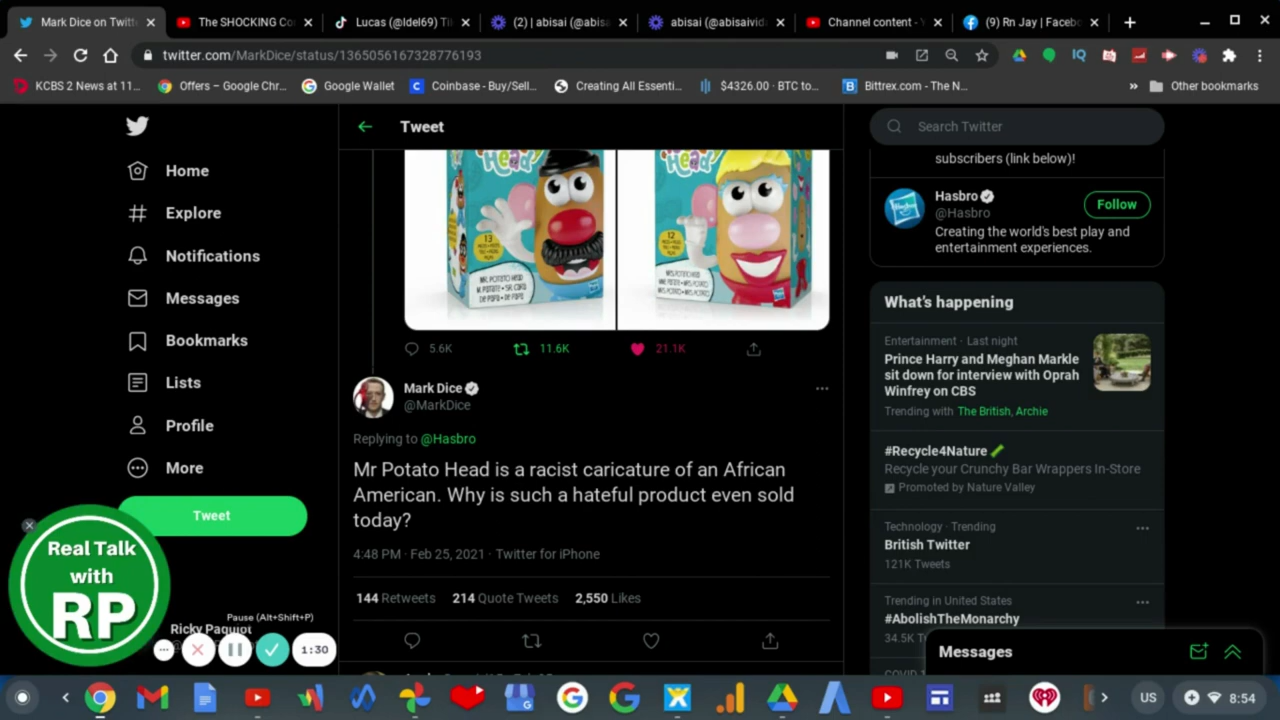 Mark Dice on Twitt
The SHOCKING Co
Lucas (@ldel69) Ti
(2) | abisai (@abisa
abisai (@abisaivid
Channel content - Y
(9) Rn Jay | Faceb
twitter.com/MarkDice/status/1365056167328776193
KCBS 2 News at 11...
Offers – Google Chr...
Google Wallet
Coinbase - Buy/Sell...
Creating All Essenti...
$4326.00 · BTC to...
Bittrex.com - The N...
»
Other bookmarks
Home
Explore
Notifications
Messages
Bookmarks
Lists
Profile
More
Tweet
Real Talk
with
RP
Pause (Alt+Shift+P)
Ricky Paquiot
1:30
Tweet
Head
13
12
5.6K
11.6K
21.1K
Mark Dice
@MarkDice
Replying to @Hasbro
Mr Potato Head is a racist caricature of an African
American. Why is such a hateful product even sold
today?
4:48 PM · Feb 25, 2021 · Twitter for iPhone
144 Retweets 214 Quote Tweets 2,550 Likes
Search Twitter
subscribers (link below)!
Hasbro
@Hasbro
Follow
Creating the world's best play and
entertainment experiences.
What's happening
Entertainment · Last night
Prince Harry and Meghan Markle
sit down for interview with Oprah
Winfrey on CBS
Trending with The British, Archie
#Recycle4Nature
Recycle your Crunchy Bar Wrappers In-Store
Promoted by Nature Valley
Technology · Trending
British Twitter
121K Tweets
Trending in United States
#AbolishTheMonarchy
34.5K T
Messages
US
8:54